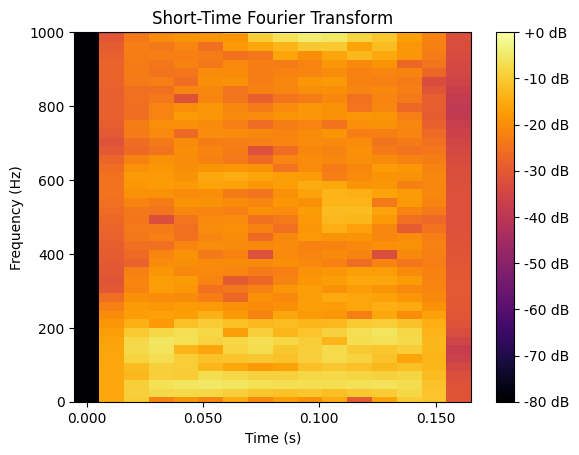 Short-Time Fourier Transform
Frequency (Hz)
1000
800
600
400
200
0
0.000
0.050
0.100
0.150
Time (s)
+0 dB
-10 dB
-20 dB
-30 dB
-40 dB
-50 dB
-60 dB
-70 dB
-80 dB